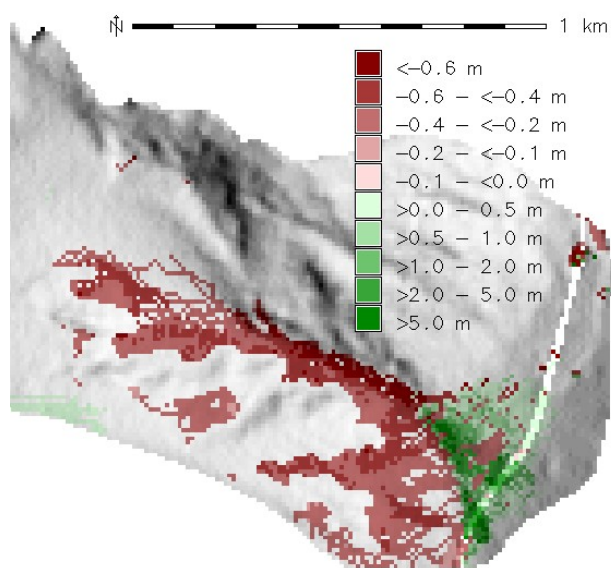 N 1 km
<-0.6 m
-0.6 - <-0.4 m
-0.4 - <-0.2 m
-0.2 - <-0.1 m
-0.1 - <0.0 m
>0.0 - 0.5 m
>0.5 - 1.0 m
>1.0 - 2.0 m
>2.0 - 5.0 m
>5.0 m